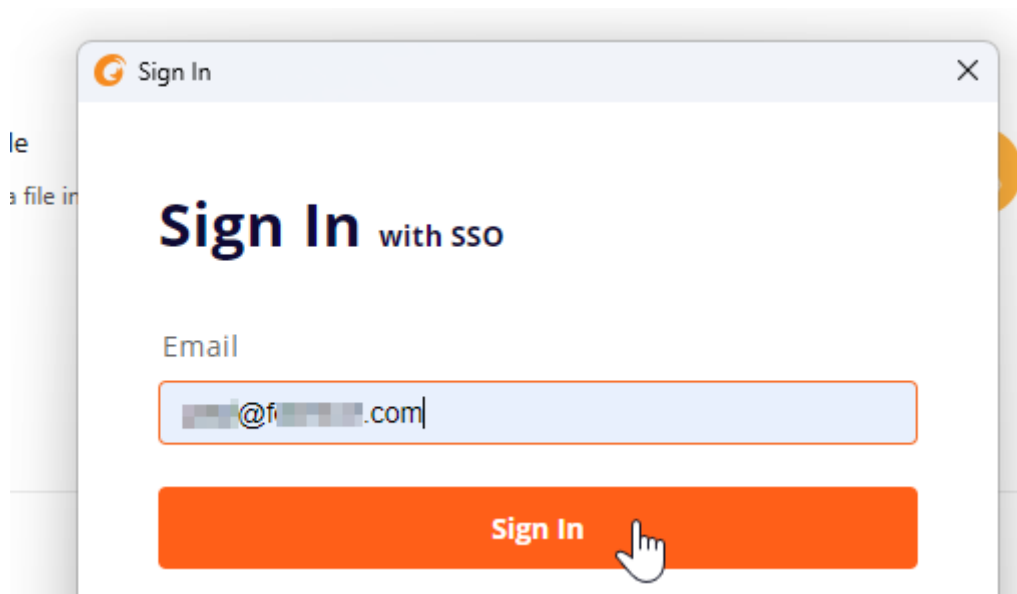 Sign In
le
a file in
Sign In with SSO
Email
@f .com
Sign In